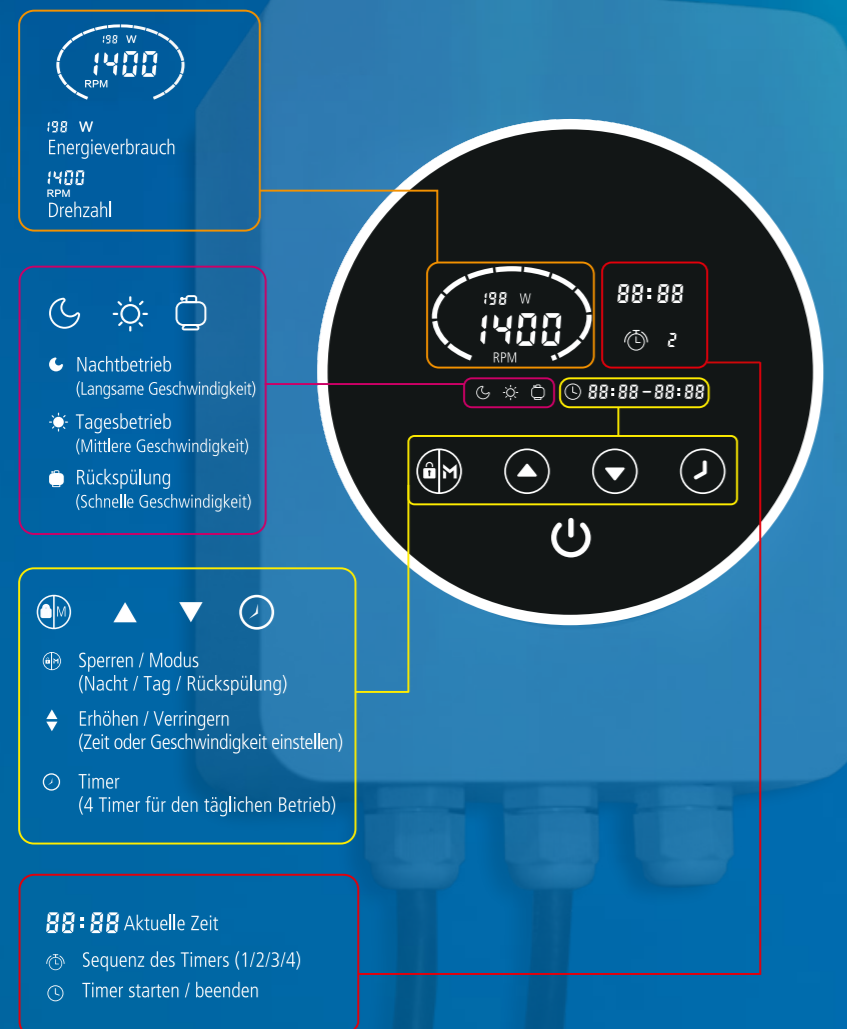 198 W
1400
RPM
198 W
Energieverbrauch
1400
RPM
Drehzahl
Nachtbetrieb
(Langsame Geschwindigkeit)
Tagesbetrieb
(Mittlere Geschwindigkeit)
Rückspülung
(Schnelle Geschwindigkeit)
M
M
Sperren / Modus
(Nacht / Tag / Rückspülung)
Erhöhen / Verringern
(Zeit oder Geschwindigkeit einstellen)
Timer
(4 Timer für den täglichen Betrieb)
88:88 Aktuelle Zeit
Sequenz des Timers (1/2/3/4)
Timer starten / beenden
198 W
1400
RPM
88:88
2
88:88-88:88
M